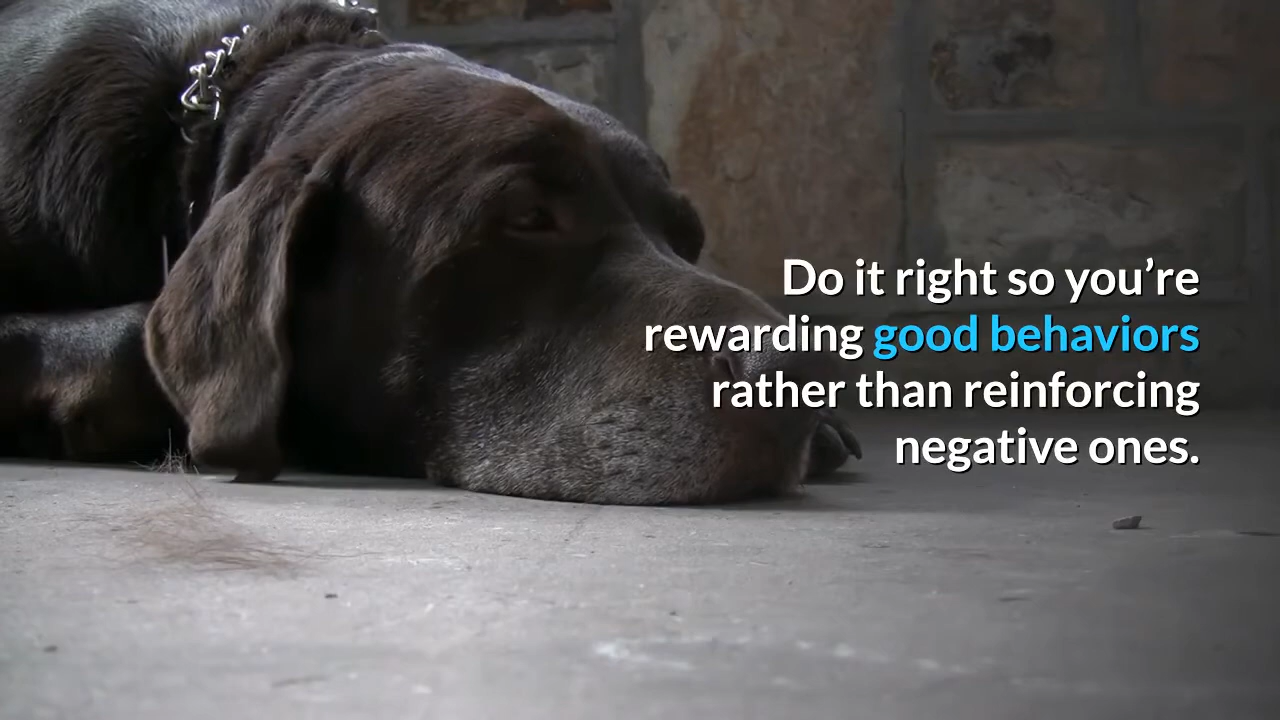 Do it right so you’re
rewarding good behaviors
rather than reinforcing
negative ones.